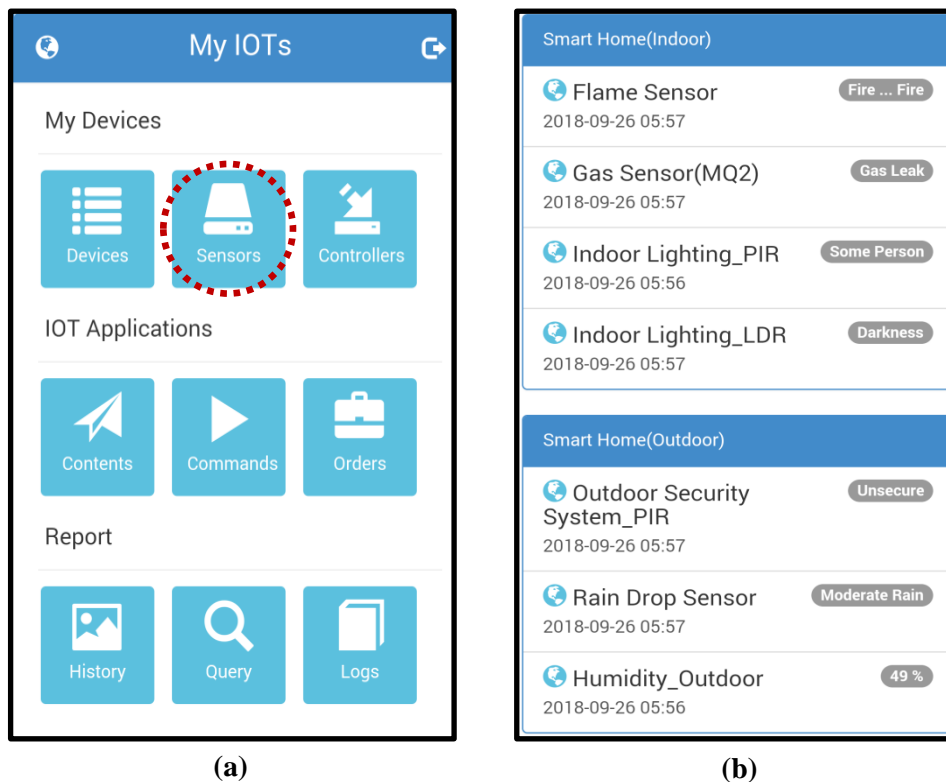 My IOTs
My Devices
Devices
Sensors
Controllers
IOT Applications
Contents
Commands
Orders
Report
History
Query
Logs
(a)
Smart Home(Indoor)
Flame Sensor
Fire ... Fire
2018-09-26 05:57
Gas Sensor(MQ2)
Gas Leak
2018-09-26 05:57
Indoor Lighting_PIR
Some Person
2018-09-26 05:56
Indoor Lighting_LDR
Darkness
2018-09-26 05:57
Smart Home(Outdoor)
Outdoor Security
Unsecure
System_PIR
2018-09-26 05:57
Rain Drop Sensor
Moderate Rain
2018-09-26 05:57
Humidity_Outdoor
49 %
2018-09-26 05:56
(b)